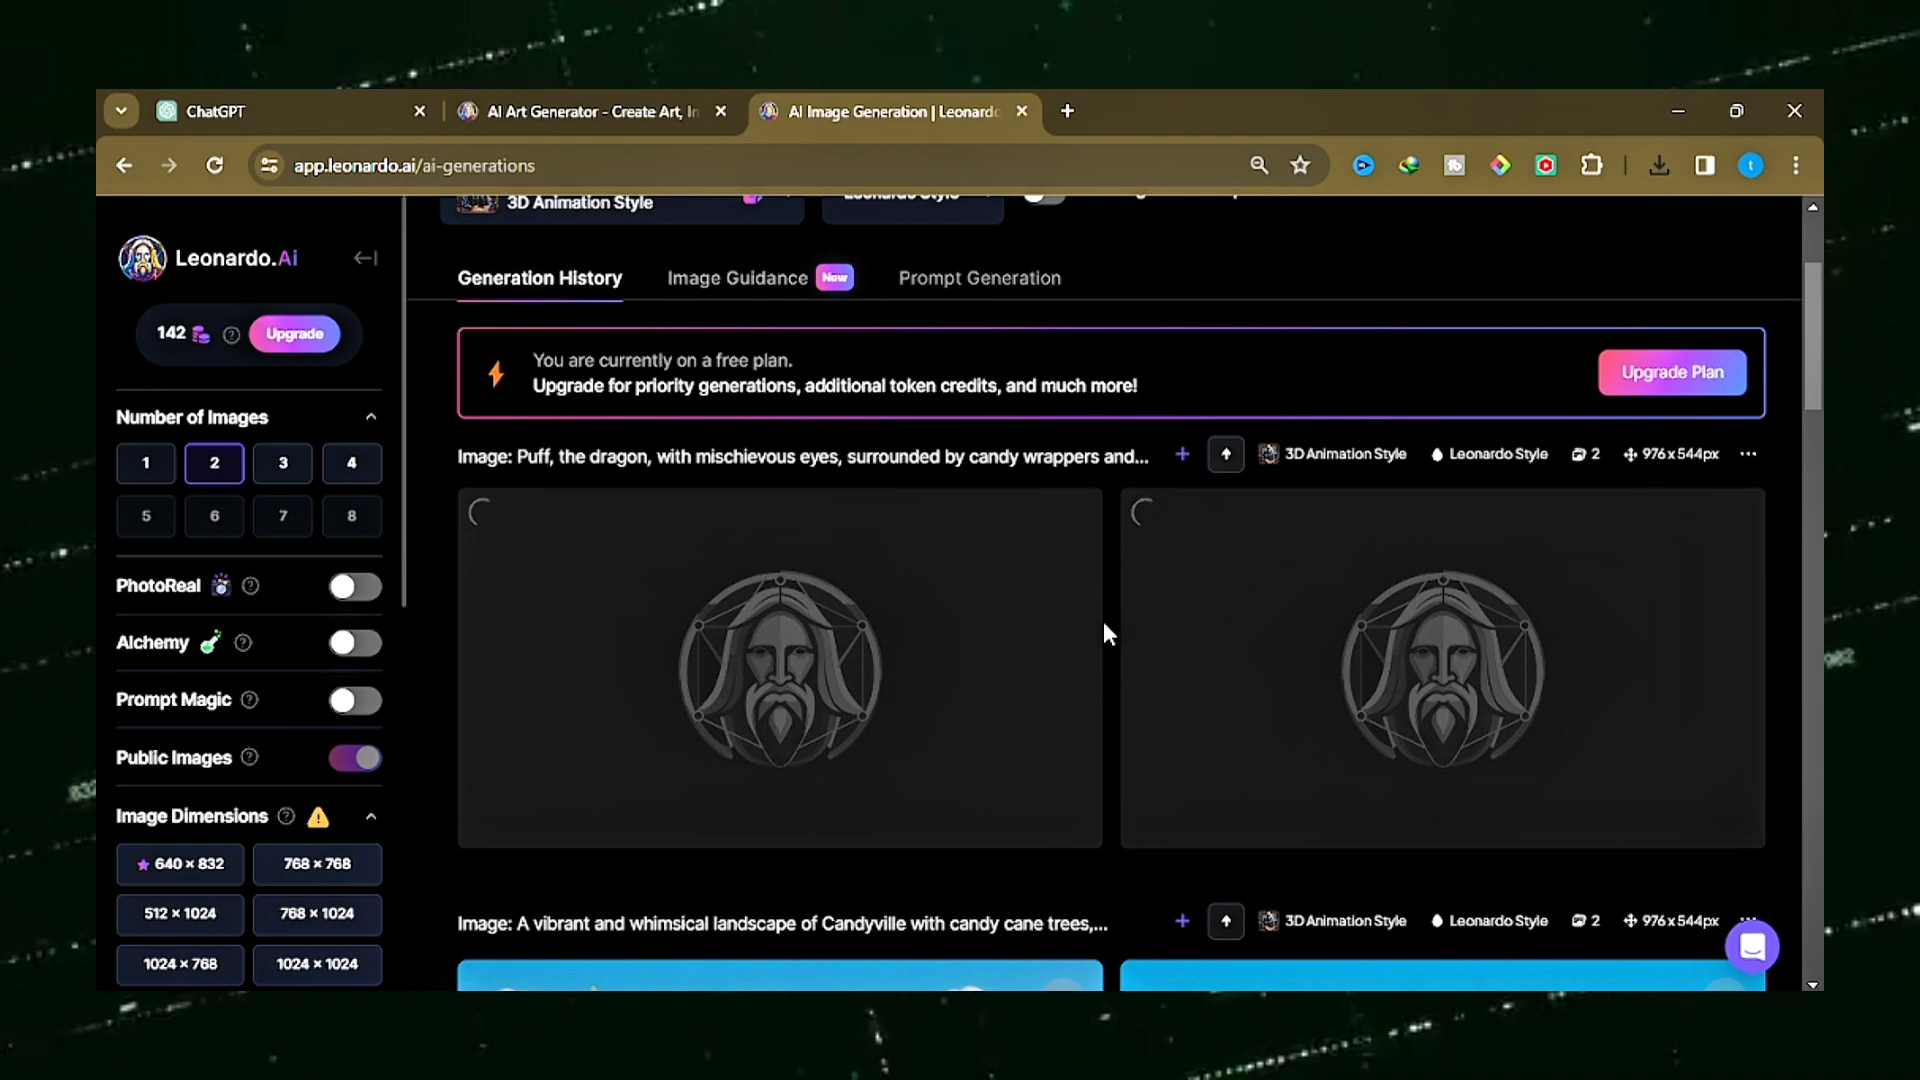 ChatGPT
AI Art Generator - Create Art, In
AI Image Generation | Leonardo
app.leonardo.ai/ai-generations
3D Animation Style
Leonardo Style
Leonardo.Ai
142
Upgrade
Generation History
Image Guidance
New
Prompt Generation
You are currently on a free plan.
Upgrade for priority generations, additional token credits, and much more!
Upgrade Plan
Number of Images
1
2
3
4
5
6
7
8
PhotoReal
Alchemy
Prompt Magic
Public Images
Image Dimensions
640 × 832
768 × 768
512 × 1024
768 × 1024
1024 × 768
1024 × 1024
Image: Puff, the dragon, with mischievous eyes, surrounded by candy wrappers and...
3D Animation Style
Leonardo Style
2
976x544px
Image: A vibrant and whimsical landscape of Candyville with candy cane trees,...
3D Animation Style
Leonardo Style
2
976x544px